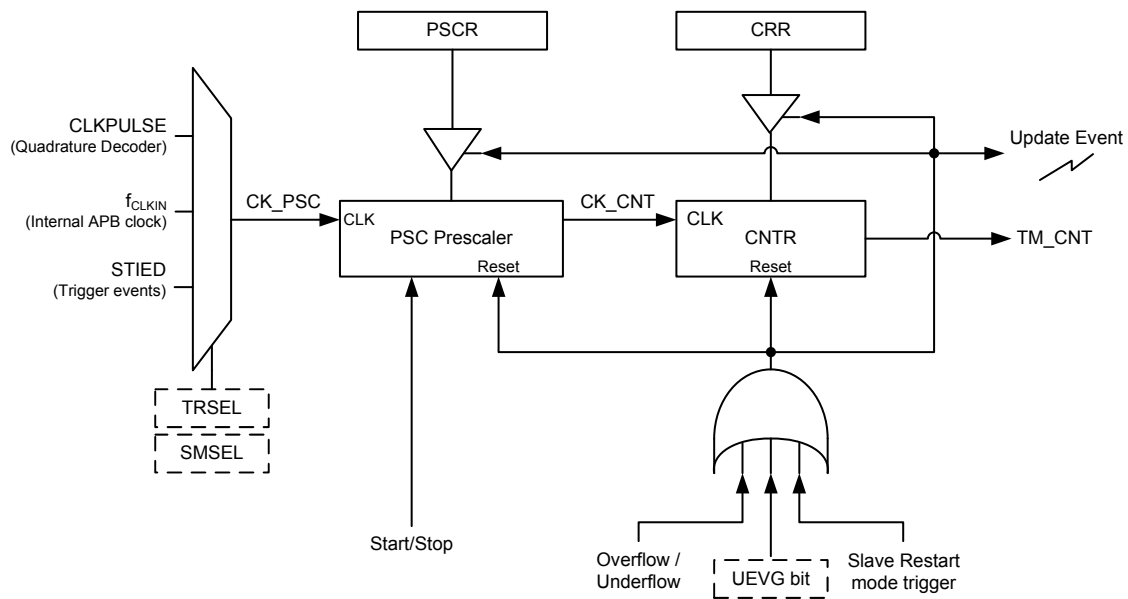 PSCR
CRR
CLKPULSE
(Quadrature Decoder)
Update Event
fCLKIN
(Internal APB clock)
CK_PSC
CLK
PSC Prescaler
Reset
CK_CNT
CLK
CNTR
Reset
TM_CNT
STIED
(Trigger events)
TRSEL
SMSEL
Start/Stop
Overflow /
Underflow
UEVG bit
Slave Restart
mode trigger